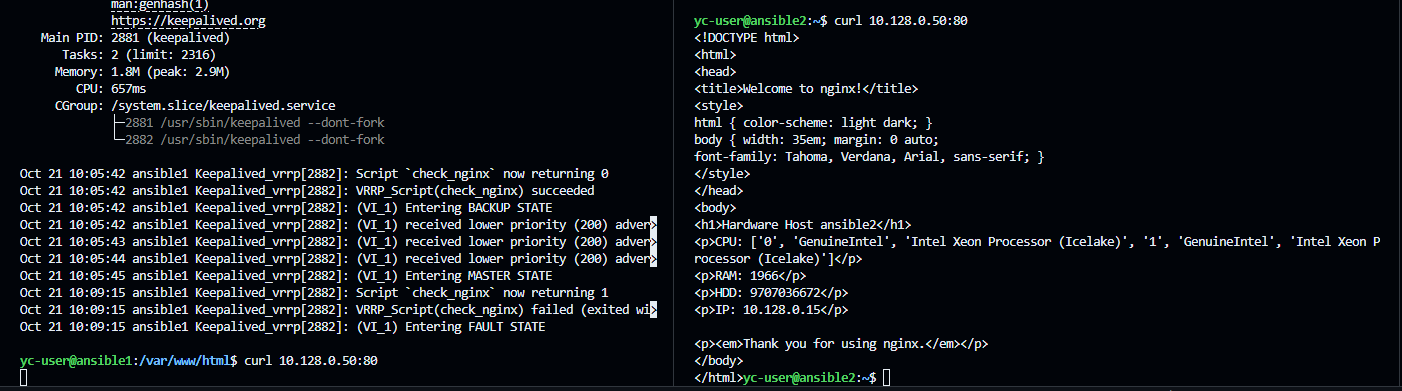 man:genhash(1)
https://keepalived.org
Main PID: 2881 (keepalived)
Tasks: 2 (limit: 2316)
Memory: 1.8M (peak: 2.9M)
CPU: 657ms
CGroup: /system.slice/keepalived.service
├─2881 /usr/sbin/keepalived --dont-fork
└─2882 /usr/sbin/keepalived --dont-fork
Oct 21 10:05:42 ansible1 Keepalived_vrrp[2882]: Script `check_nginx` now returning 0
Oct 21 10:05:42 ansible1 Keepalived_vrrp[2882]: VRRP_Script(check_nginx) succeeded
Oct 21 10:05:42 ansible1 Keepalived_vrrp[2882]: (VI_1) Entering BACKUP STATE
Oct 21 10:05:42 ansible1 Keepalived_vrrp[2882]: (VI_1) received lower priority (200) adver>
Oct 21 10:05:43 ansible1 Keepalived_vrrp[2882]: (VI_1) received lower priority (200) adver>
Oct 21 10:05:44 ansible1 Keepalived_vrrp[2882]: (VI_1) received lower priority (200) adver>
Oct 21 10:05:45 ansible1 Keepalived_vrrp[2882]: (VI_1) Entering MASTER STATE
Oct 21 10:09:15 ansible1 Keepalived_vrrp[2882]: Script `check_nginx` now returning 1
Oct 21 10:09:15 ansible1 Keepalived_vrrp[2882]: VRRP_Script(check_nginx) failed (exited wi>
Oct 21 10:09:15 ansible1 Keepalived_vrrp[2882]: (VI_1) Entering FAULT STATE
yc-user@ansible1:/var/www/html$ curl 10.128.0.50:80
yc-user@ansible2:~$ curl 10.128.0.50:80
<!DOCTYPE html>
<html>
<head>
<title>Welcome to nginx!</title>
<style>
html { color-scheme: light dark; }
body { width: 35em; margin: 0 auto;
font-family: Tahoma, Verdana, Arial, sans-serif; }
</style>
</head>
<body>
<h1>Hardware Host ansible2</h1>
<p>CPU: ['0', 'GenuineIntel', 'Intel Xeon Processor (Icelake)', '1', 'GenuineIntel', 'Intel Xeon P
rocessor (Icelake)']</p>
<p>RAM: 1966</p>
<p>HDD: 9707036672</p>
<p>IP: 10.128.0.15</p>
<p><em>Thank you for using nginx.</em></p>
</body>
</html>yc-user@ansible2:~$